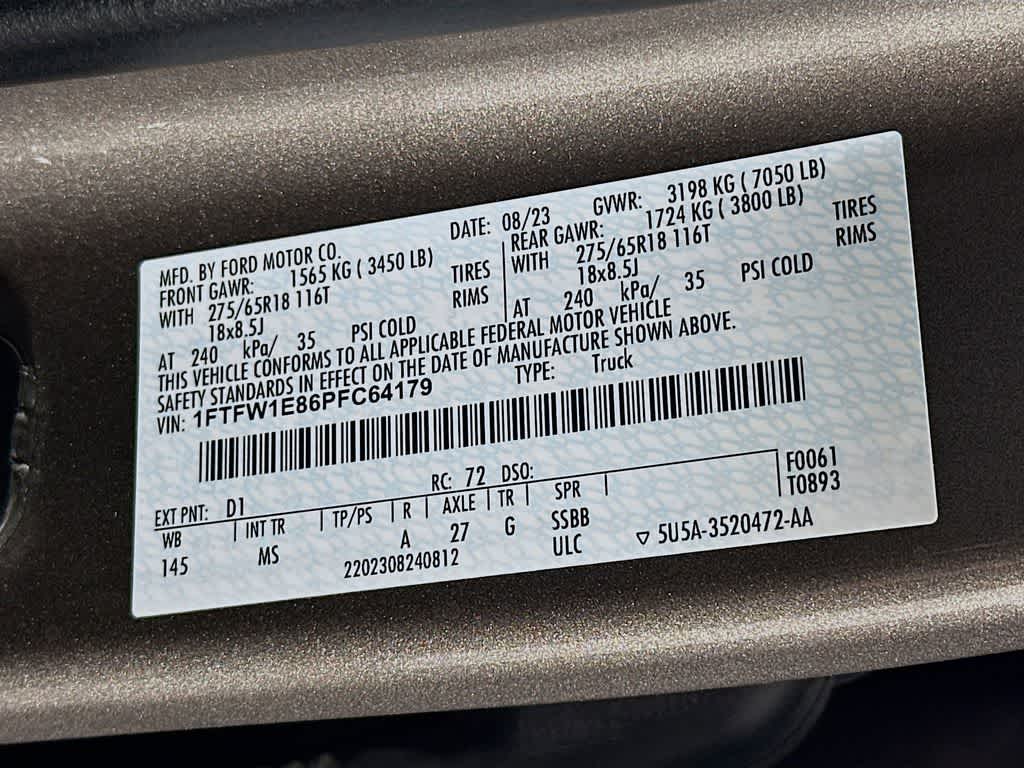 MFD. BY FORD MOTOR CO. DATE: 08/23 GVWR: 3198 KG ( 7050 LB)
FRONT GAWR: 1565 KG ( 3450 LB) REAR GAWR: 1724 KG ( 3800 LB)
WITH 275/65R18 116T TIRES WITH 275/65R18 116T TIRES
18x8.5J RIMS 18x8.5J RIMS
AT 240 kPa/ 35 PSI COLD AT 240 kPa/ 35 PSI COLD
THIS VEHICLE CONFORMS TO ALL APPLICABLE FEDERAL MOTOR VEHICLE
SAFETY STANDARDS IN EFFECT ON THE DATE OF MANUFACTURE SHOWN ABOVE.
VIN: 1FTFW1E86PFC64179 TYPE: Truck
EXT PNT: D1 RC: 72 DSO: F0061
WB INT TR TP/PS R AXLE TR SPR T0893
145 MS A 27 G SSBB
2202308240812 ULC 5U5A-3520472-AA